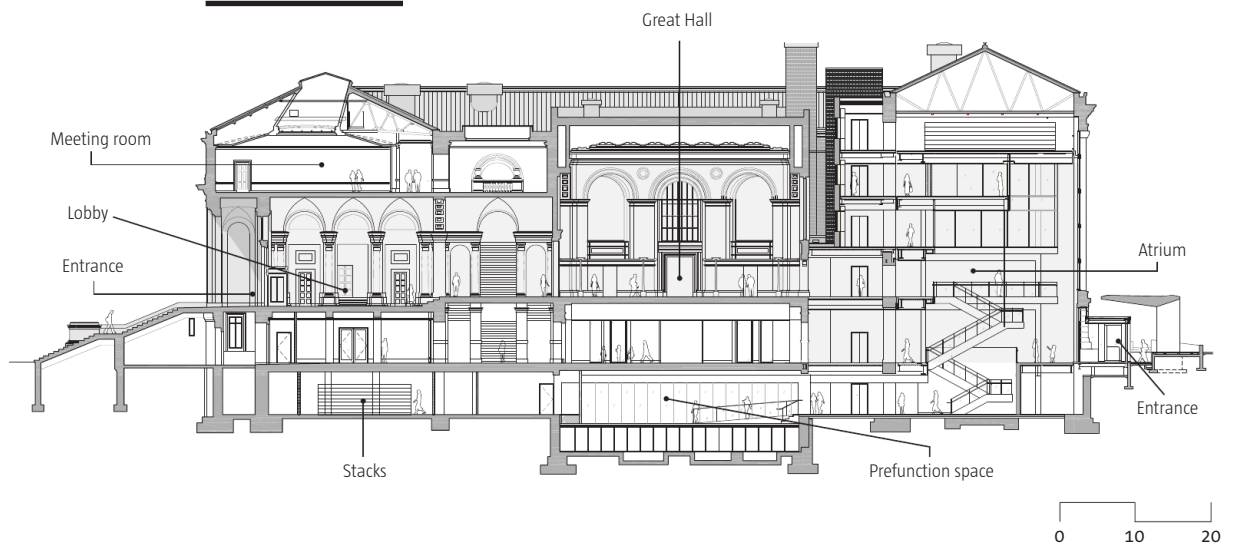 Great Hall
Meeting room
Lobby
Entrance
Atrium
Entrance
Stacks
Prefunction space
0 10 20